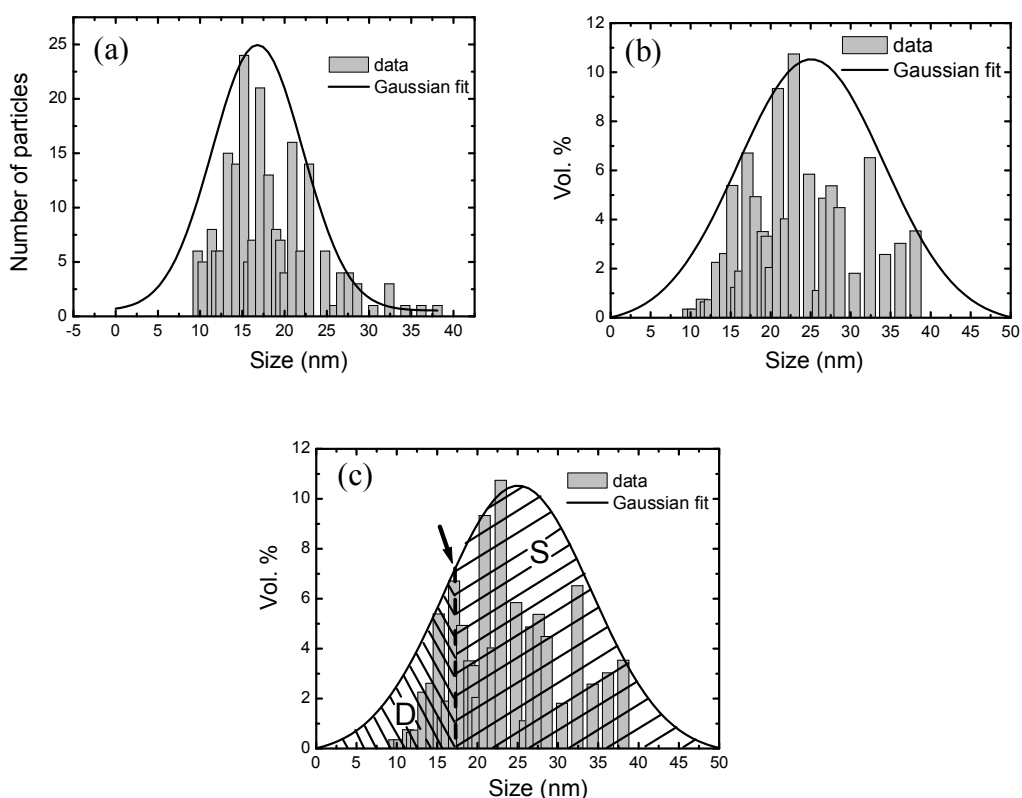 (a)
data
Gaussian fit
Number of particles
25
20
15
10
5
0
-5 0 5 10 15 20 25 30 35 40
Size (nm)
(b)
data
Gaussian fit
Vol. %
12
10
8
6
4
2
0
0 5 10 15 20 25 30 35 40 45 50
Size (nm)
(c)
data
Gaussian fit
S
D
Vol. %
12
10
8
6
4
2
0
0 5 10 15 20 25 30 35 40 45 50
Size (nm)